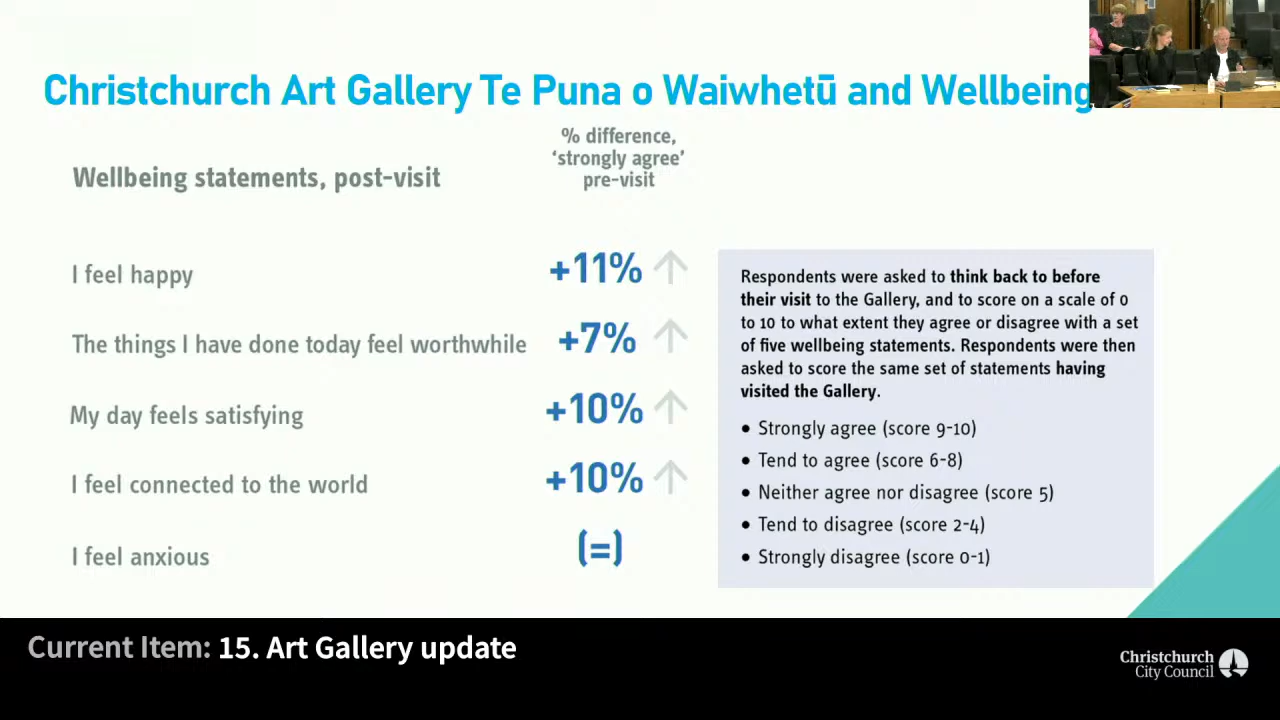 Christchurch Art Gallery Te Puna o Waiwhetū and Wellbeing
% difference,
‘strongly agree’
pre-visit
Wellbeing statements, post-visit
I feel happy
+11%
The things I have done today feel worthwhile
+7%
My day feels satisfying
+10%
I feel connected to the world
+10%
I feel anxious
(=)
Respondents were asked to think back to before
their visit to the Gallery, and to score on a scale of 0
to 10 to what extent they agree or disagree with a set
of five wellbeing statements. Respondents were then
asked to score the same set of statements having
visited the Gallery.
• Strongly agree (score 9-10)
• Tend to agree (score 6-8)
• Neither agree nor disagree (score 5)
• Tend to disagree (score 2-4)
• Strongly disagree (score 0-1)
Current Item: 15. Art Gallery update
Christchurch
City Council